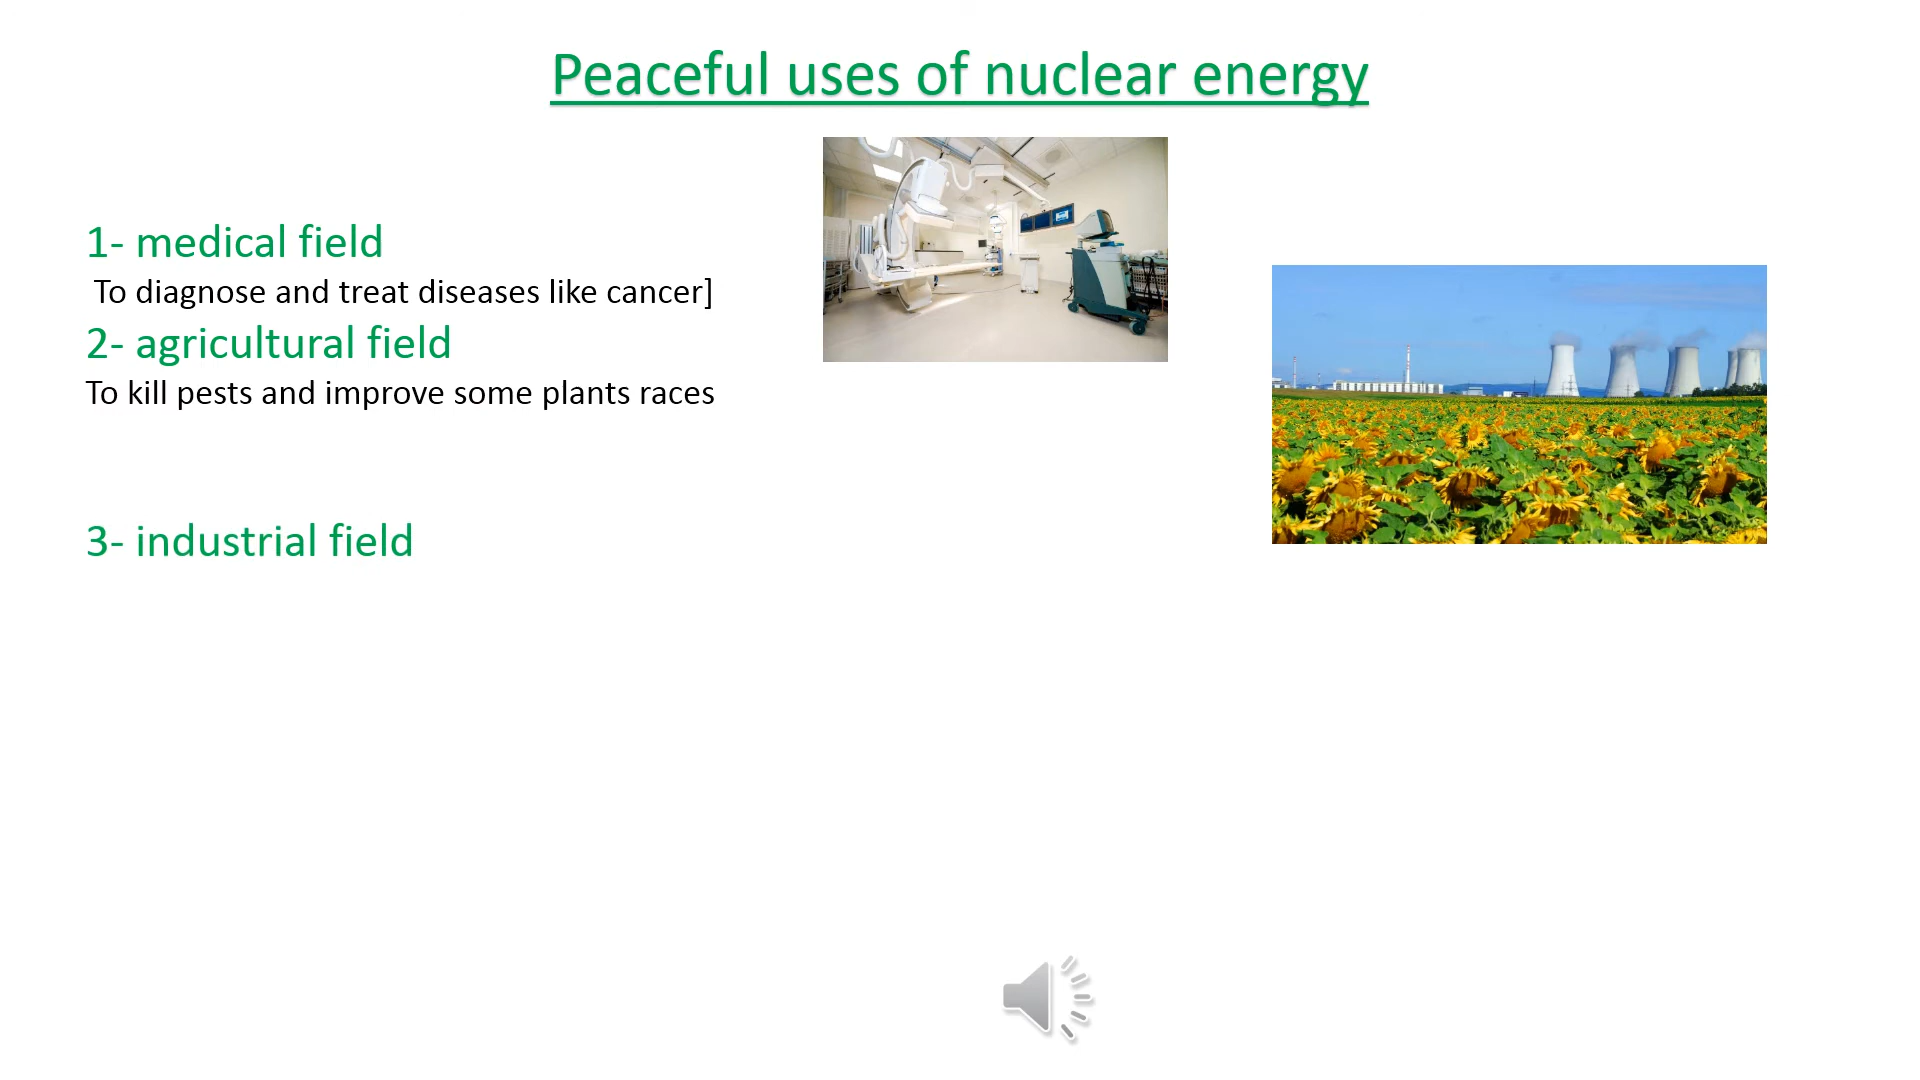 Peaceful uses of nuclear energy
1- medical field
To diagnose and treat diseases like cancer]
2- agricultural field
To kill pests and improve some plants races
3- industrial field